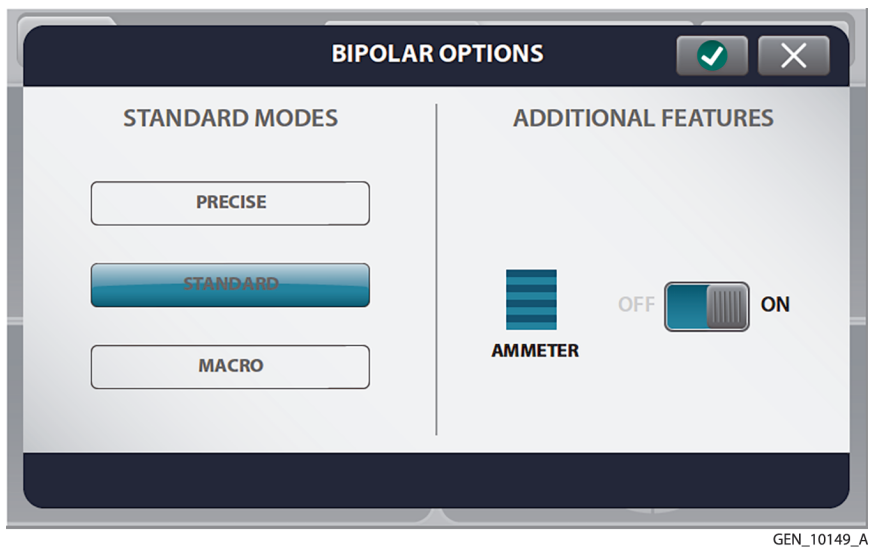 BIPOLAR OPTIONS
STANDARD MODES
PRECISE
STANDARD
MACRO
ADDITIONAL FEATURES
AMMETER
OFF
ON
GEN_10149_A